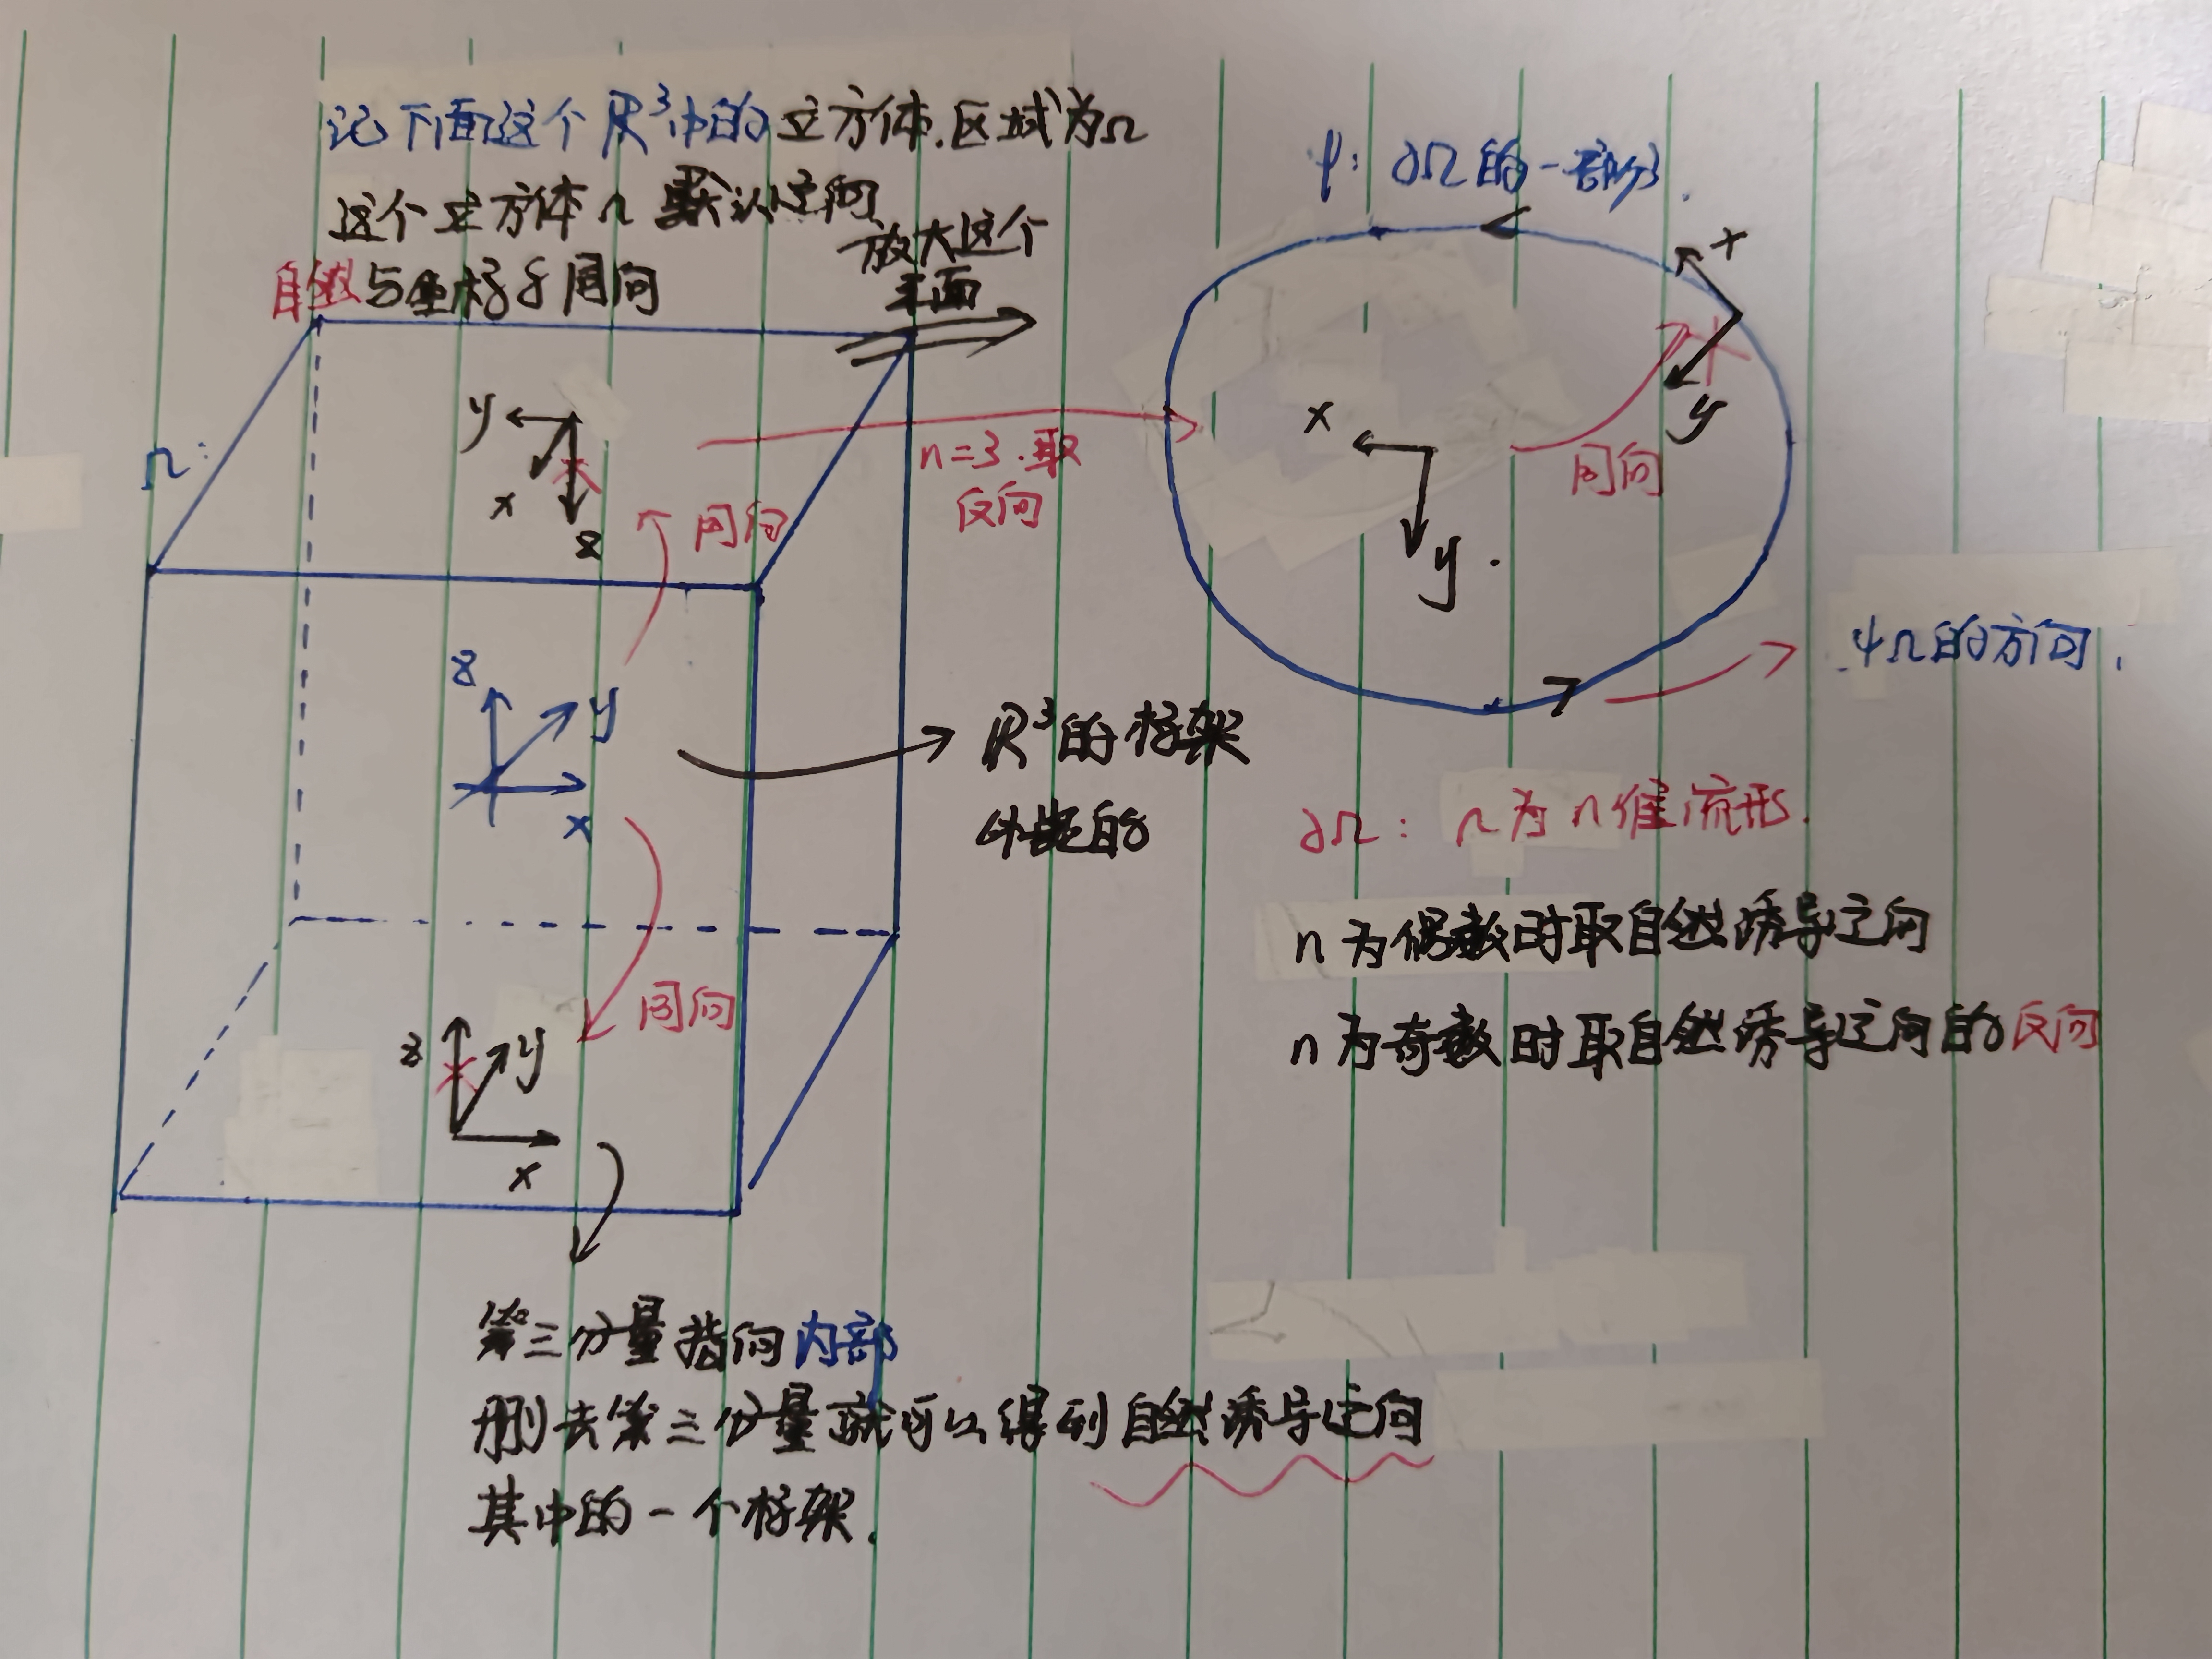 记下面这个 R³中的立方体区域为Ω
这个立方体Ω 默认定向
自然与坐标系同向
放大这个
平面
Ω:
y
x
z
同向
n=3.取
反向
z
y
x
R³的标架
同向
z
y
x
第三分量指向内部
删去第三分量就可以得到自然诱导定向
其中的一个标架.
ψ: ∂Ω的一部分.
x
y
x
y.
同向
ψΩ的方向.
∂Ω: Ω为n维流形.
n为偶数时取自然诱导定向
n为奇数时取自然诱导定向的反向